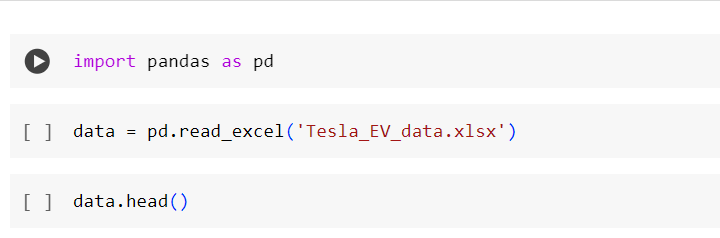 import pandas as pd
[ ] data = pd.read_excel('Tesla_EV_data.xlsx')
[ ] data.head()